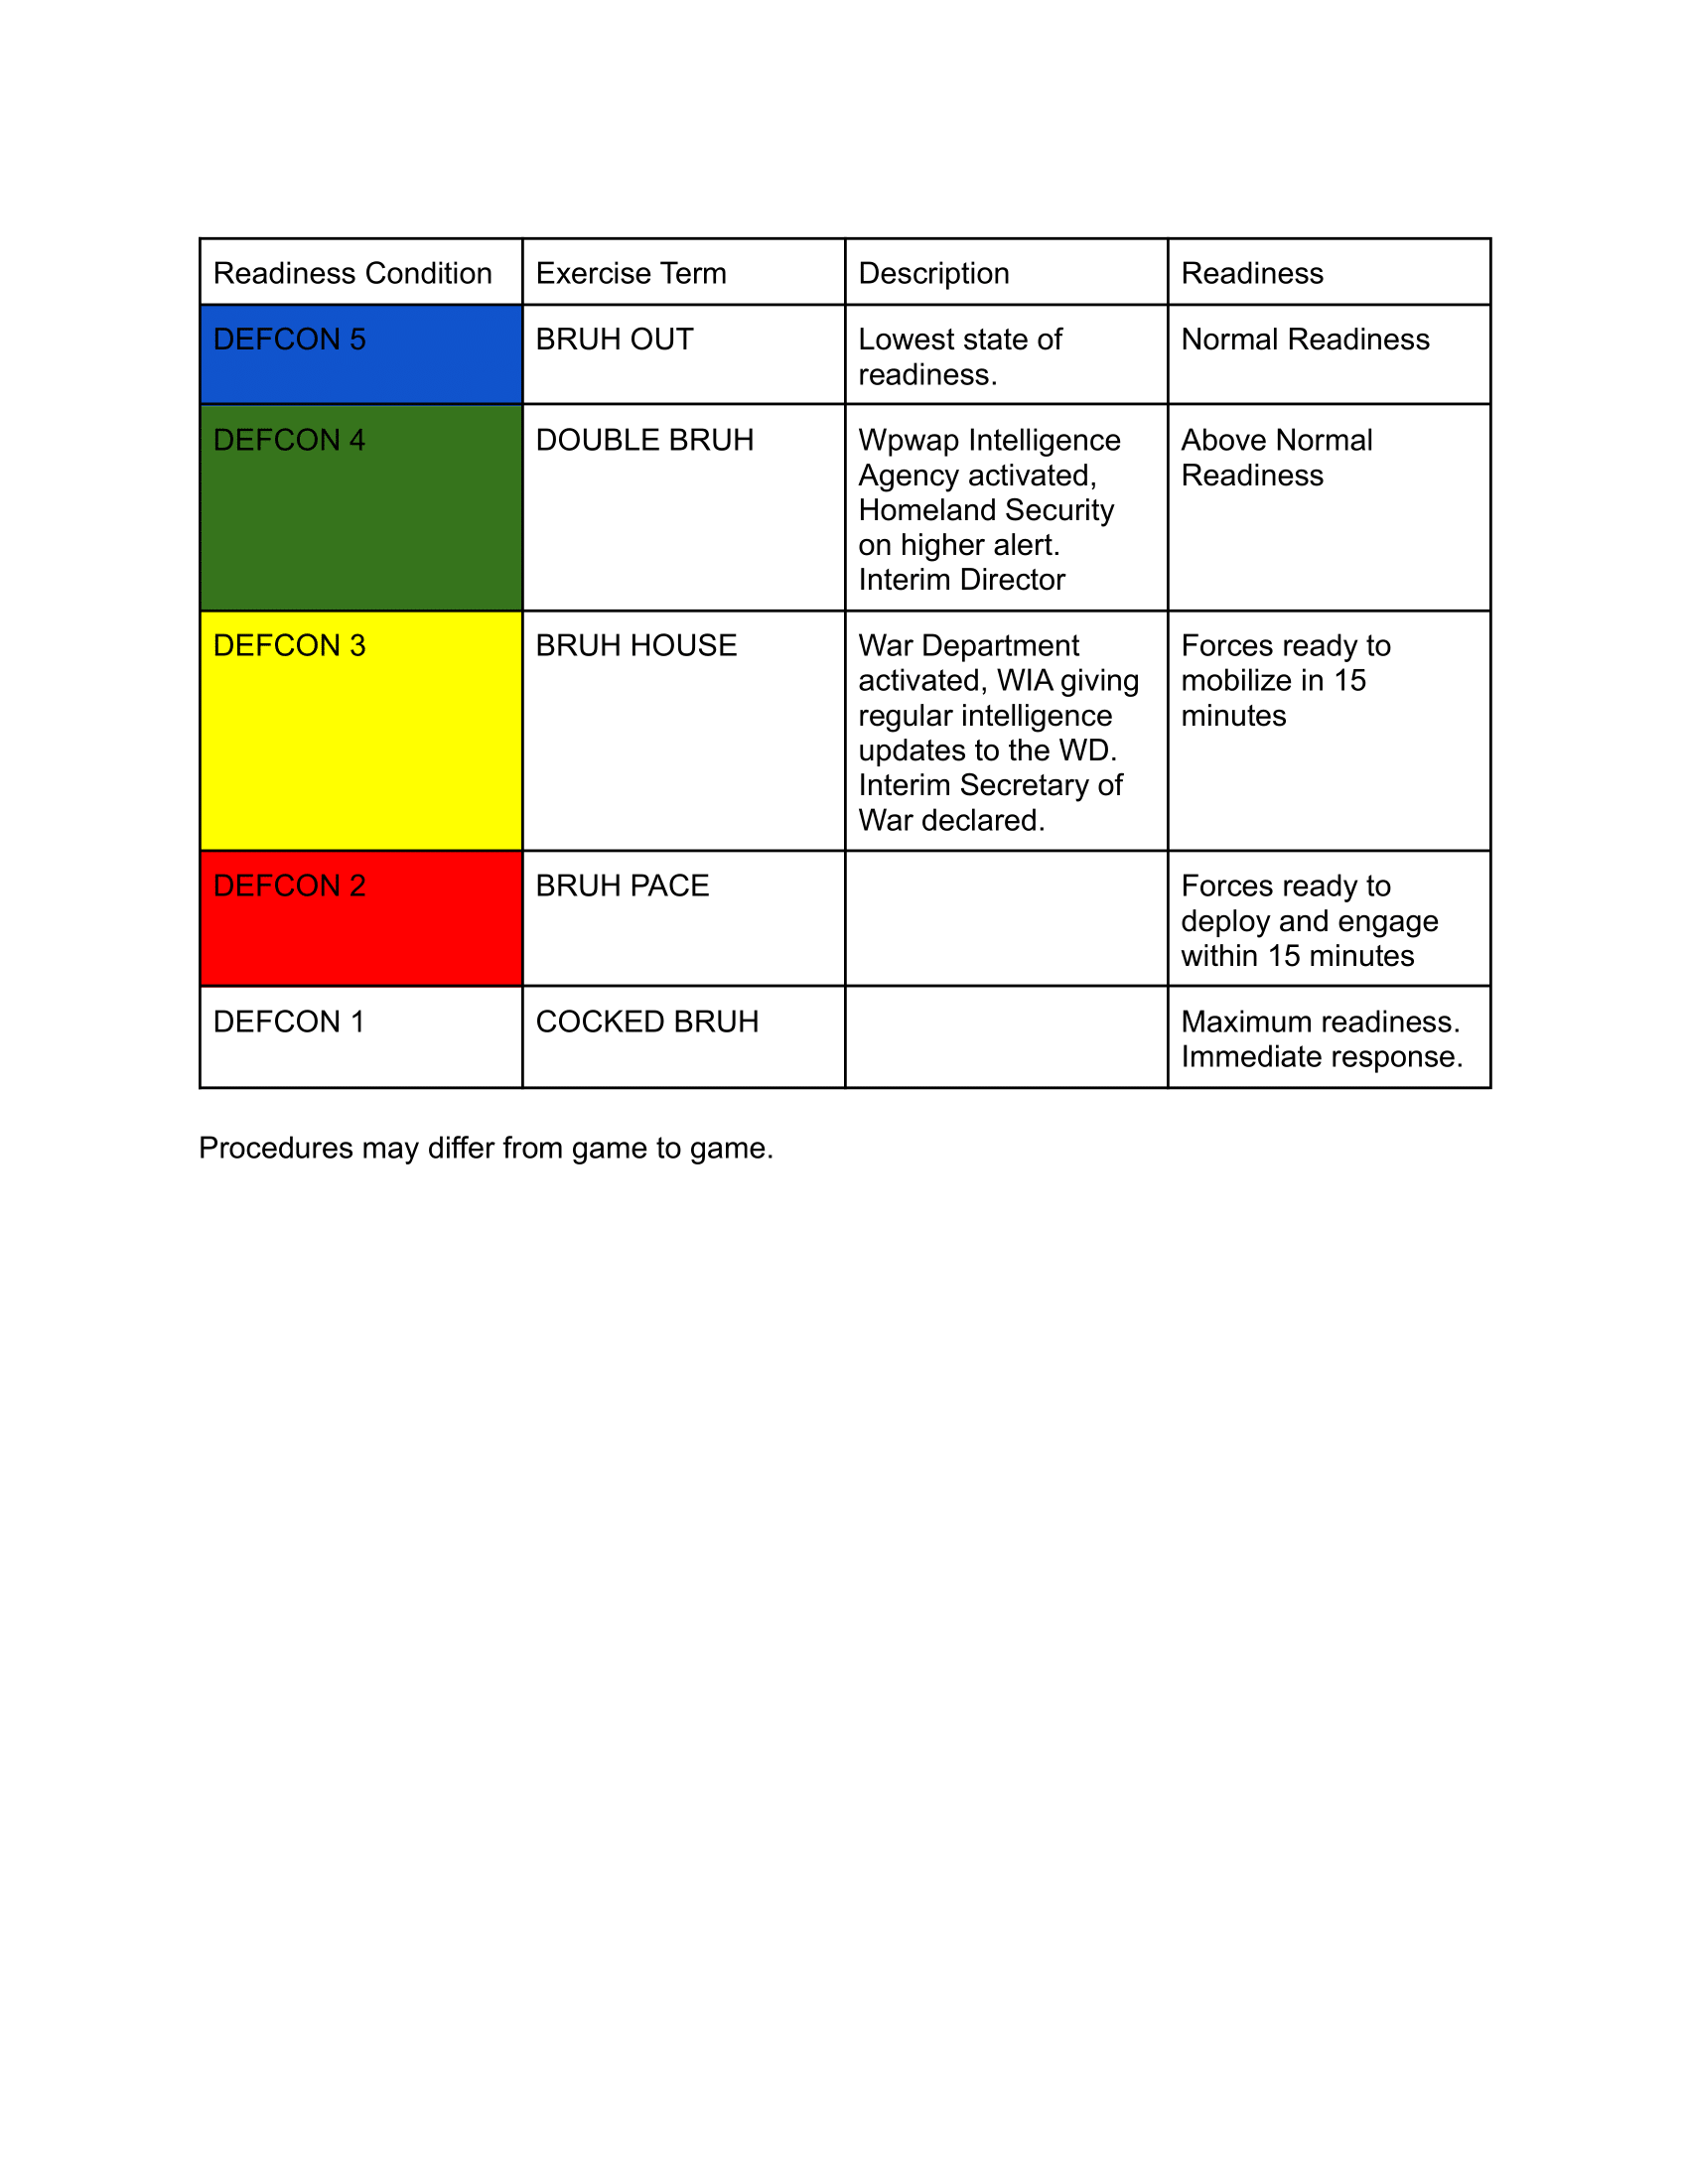 Readiness Condition Exercise Term Description Readiness
DEFCON 5 BRUH OUT Lowest state of Normal Readiness
readiness.
DEFCON 4 DOUBLE BRUH Wpwap Intelligence Above Normal
Agency activated, Readiness
Homeland Security
on higher alert.
Interim Director
DEFCON 3 BRUH HOUSE War Department Forces ready to
activated, WIA giving mobilize in 15
regular intelligence minutes
updates to the WD.
Interim Secretary of
War declared.
DEFCON 2 BRUH PACE Forces ready to
deploy and engage
within 15 minutes
DEFCON 1 COCKED BRUH Maximum readiness.
Immediate response.
Procedures may differ from game to game.